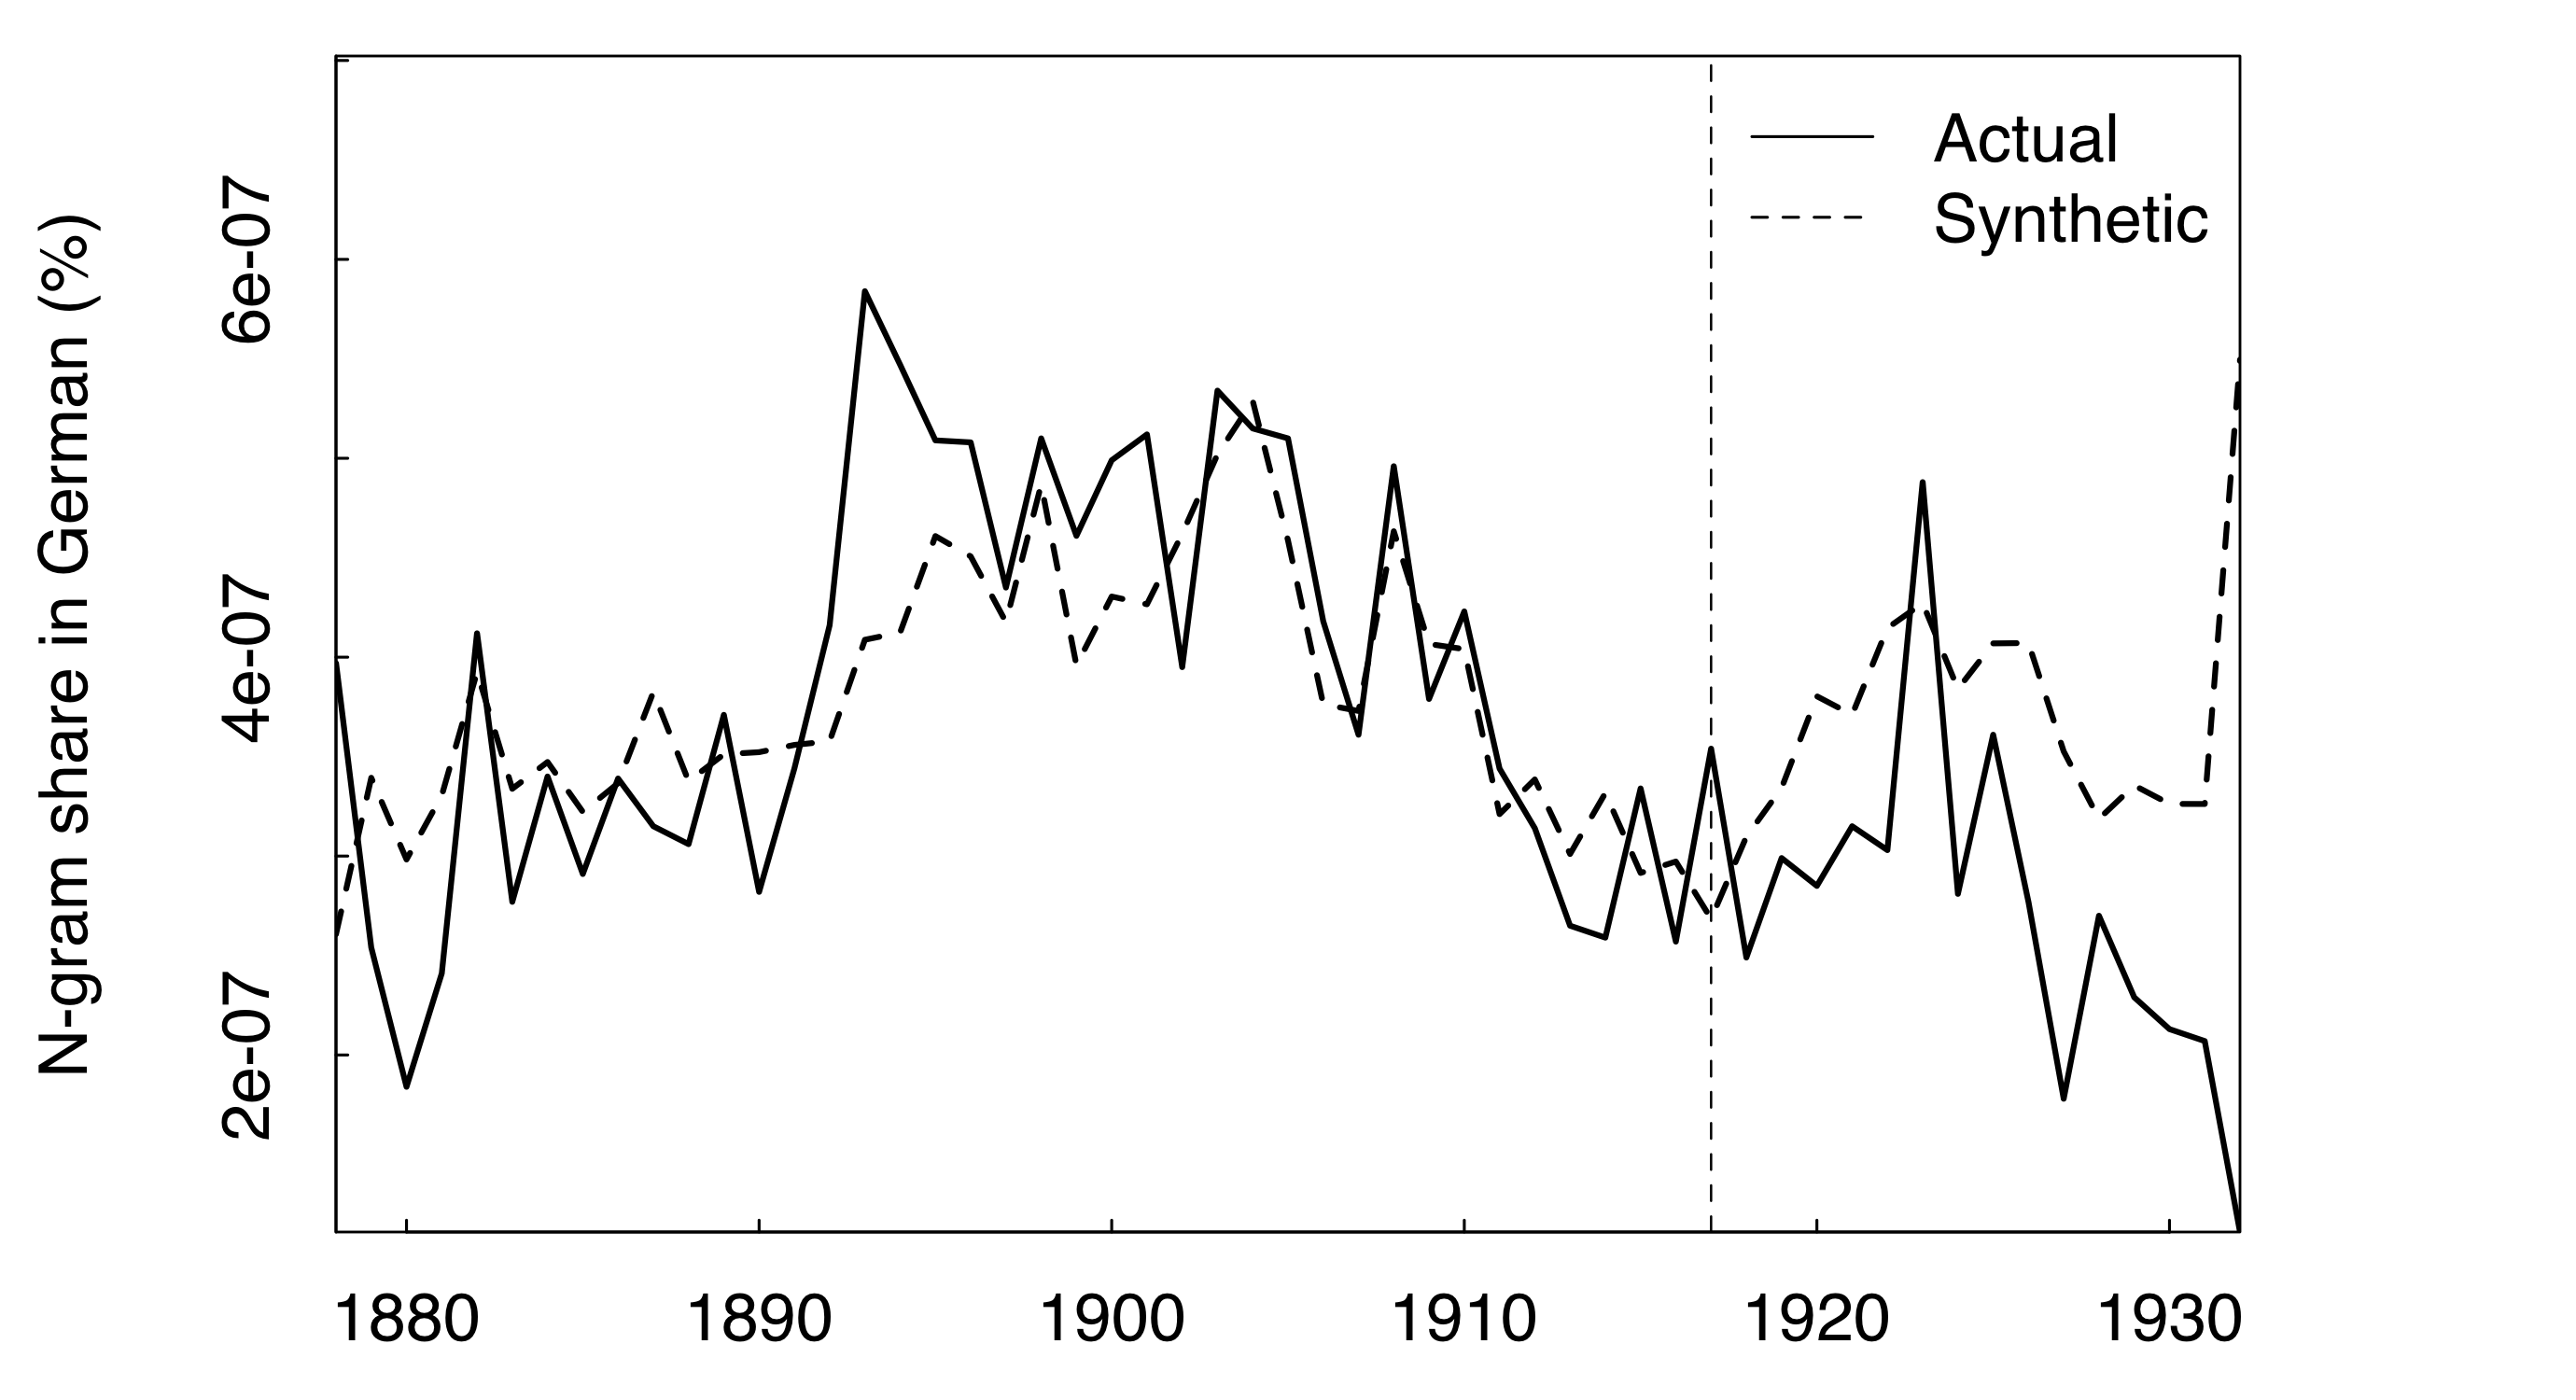 N-gram share in German (%)
6e-07
4e-07
2e-07
Actual
Synthetic
1880 1890 1900 1910 1920 1930